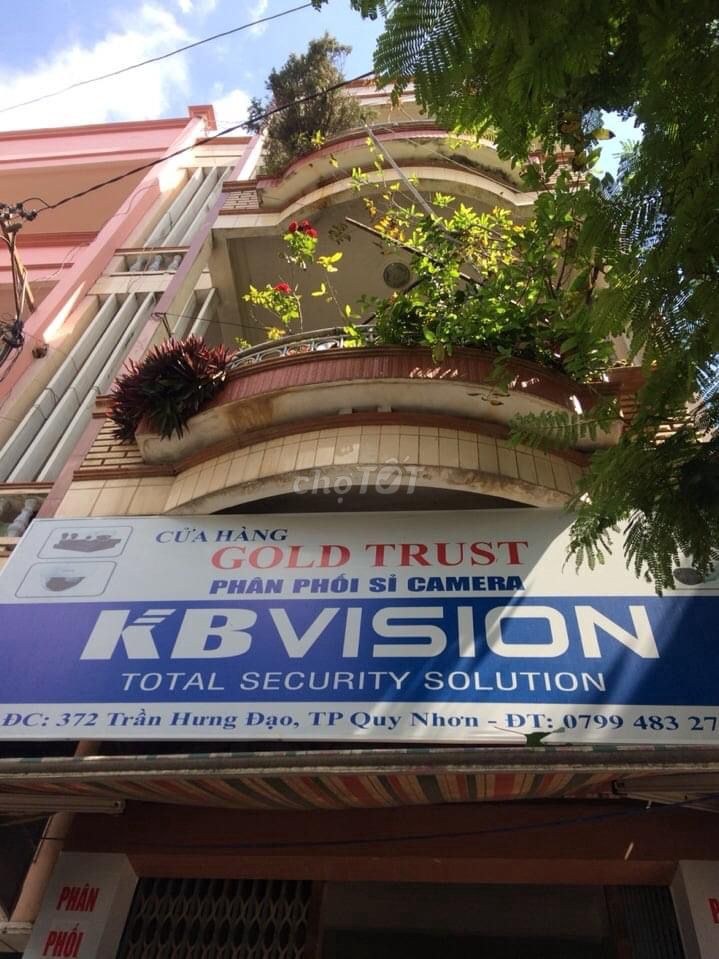 chợTỐT
CỬA HÀNG
GOLD TRUST
PHÂN PHỐI SỈ CAMERA
KBVISION
TOTAL SECURITY SOLUTION
ĐC: 372 Trần Hưng Đạo, TP Quy Nhơn - ĐT: 0799 483 27
PHÂN
PHỐI